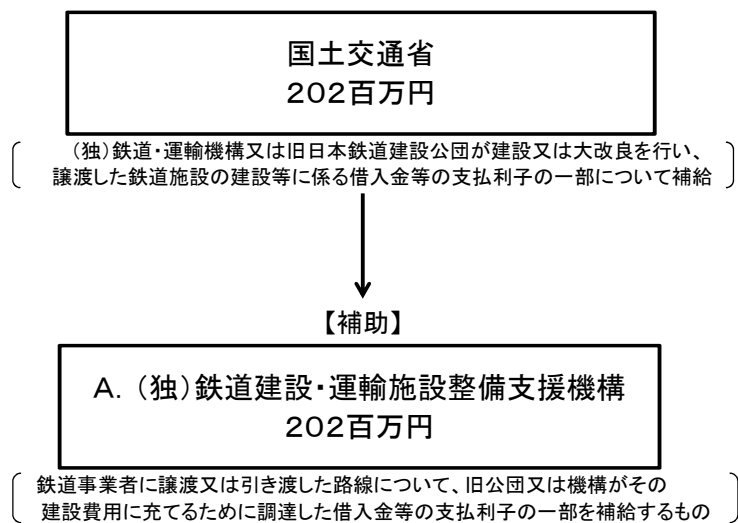 国土交通省
202百万円
(独)鉄道・運輸機構又は旧日本鉄道建設公団が建設又は大改良を行い、
譲渡した鉄道施設の建設等に係る借入金等の支払利子の一部について補給
【補助】
A.(独)鉄道建設・運輸施設整備支援機構
202百万円
鉄道事業者に譲渡又は引き渡した路線について、旧公団又は機構がその
建設費用に充てるために調達した借入金等の支払利子の一部を補給するもの